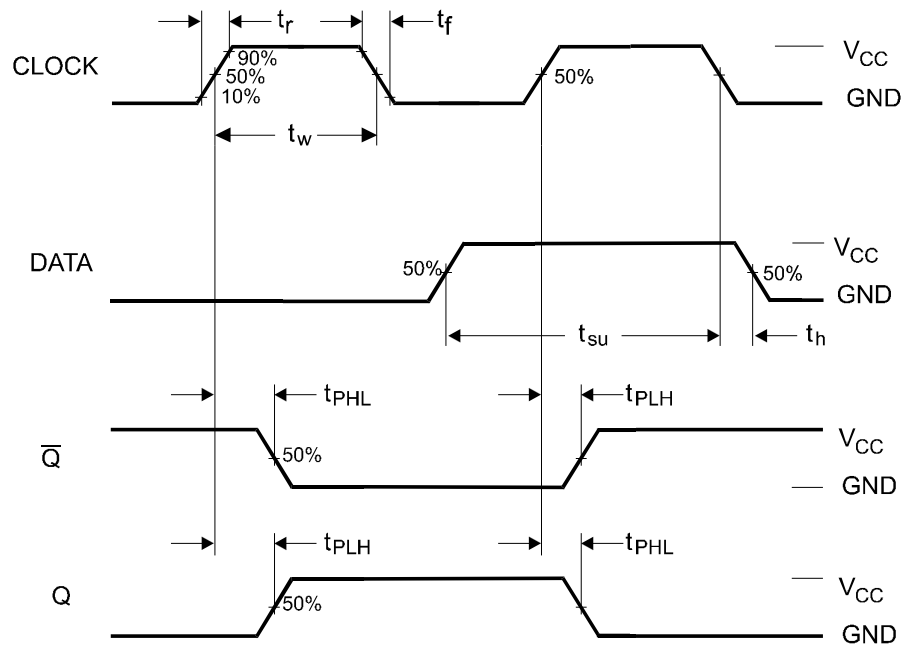 tr tf
CLOCK 90% 50% 10% 50% VCC
GND
tw
DATA 50% 50% VCC
GND
tsu th
tPHL tPLH
Q̅ 50% VCC
GND
tPLH tPHL
Q 50% VCC
GND